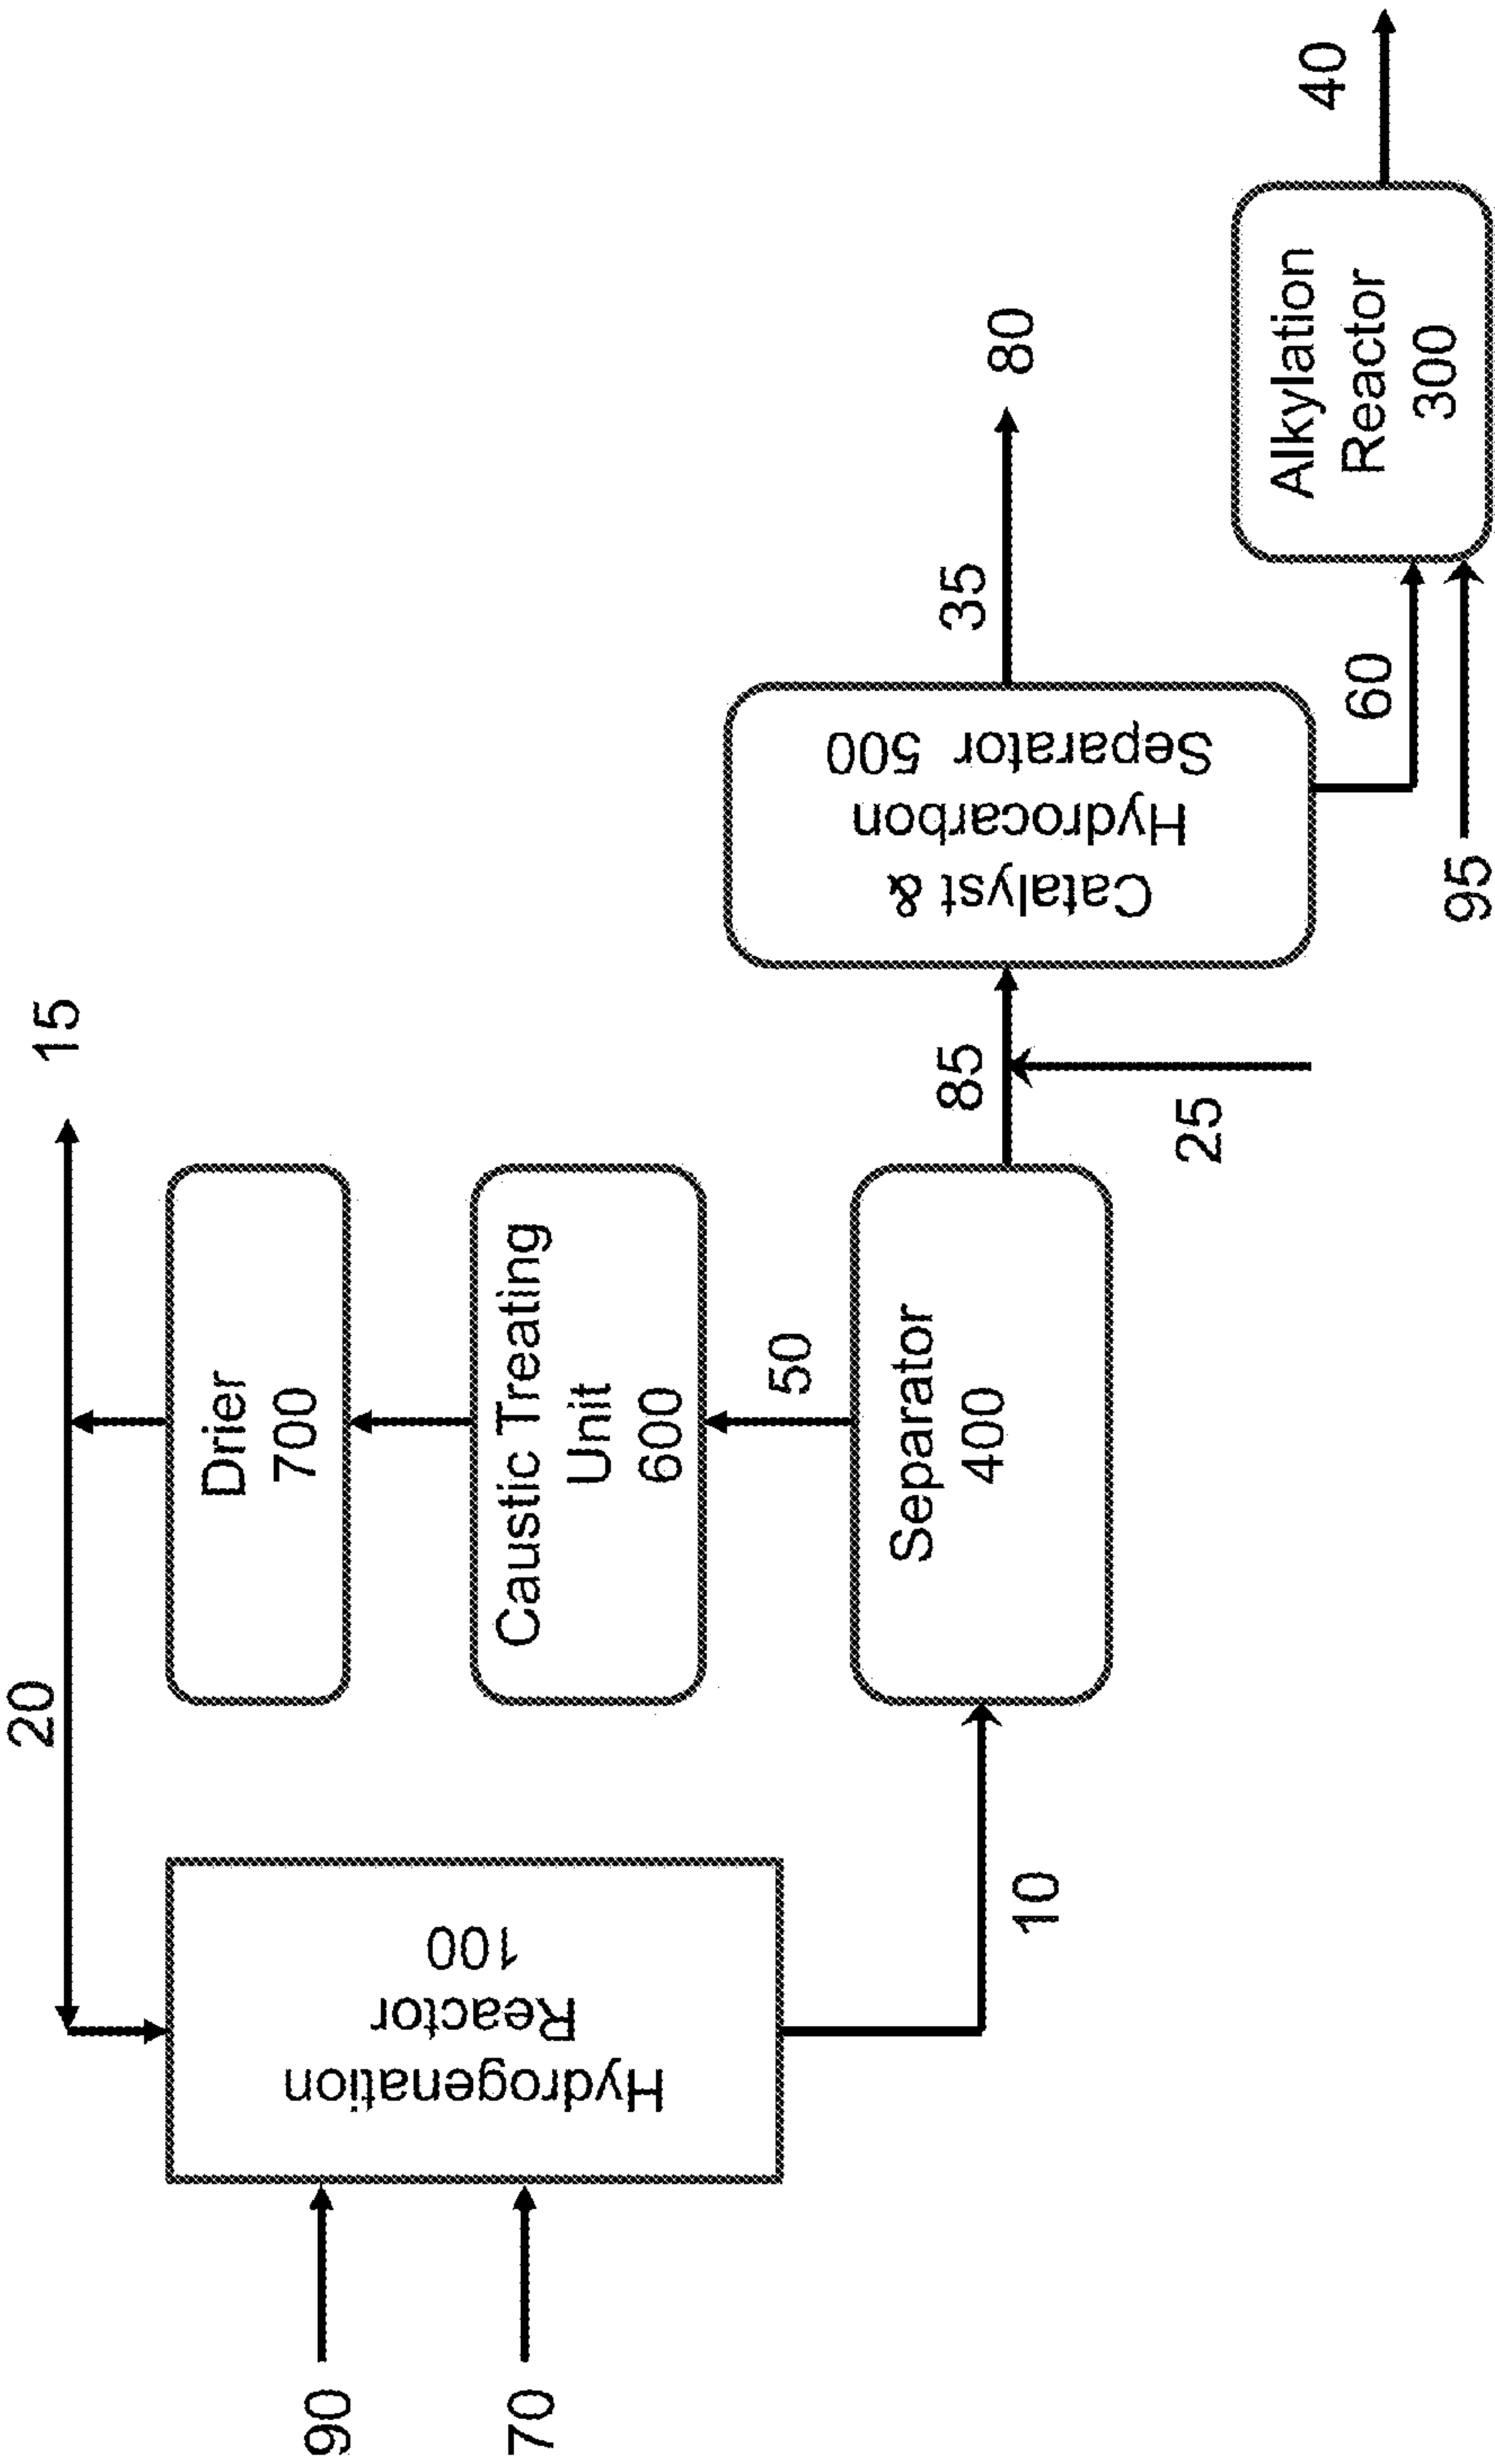 20
15
Drier
700
Hydrogenation
Reactor
100
90
70
Caustic Treating
Unit
600
50
Separator
400
10
85
25
Catalyst &
Hydrocarbon
Separator 500
35
80
60
95
Alkylation
Reactor
300
40